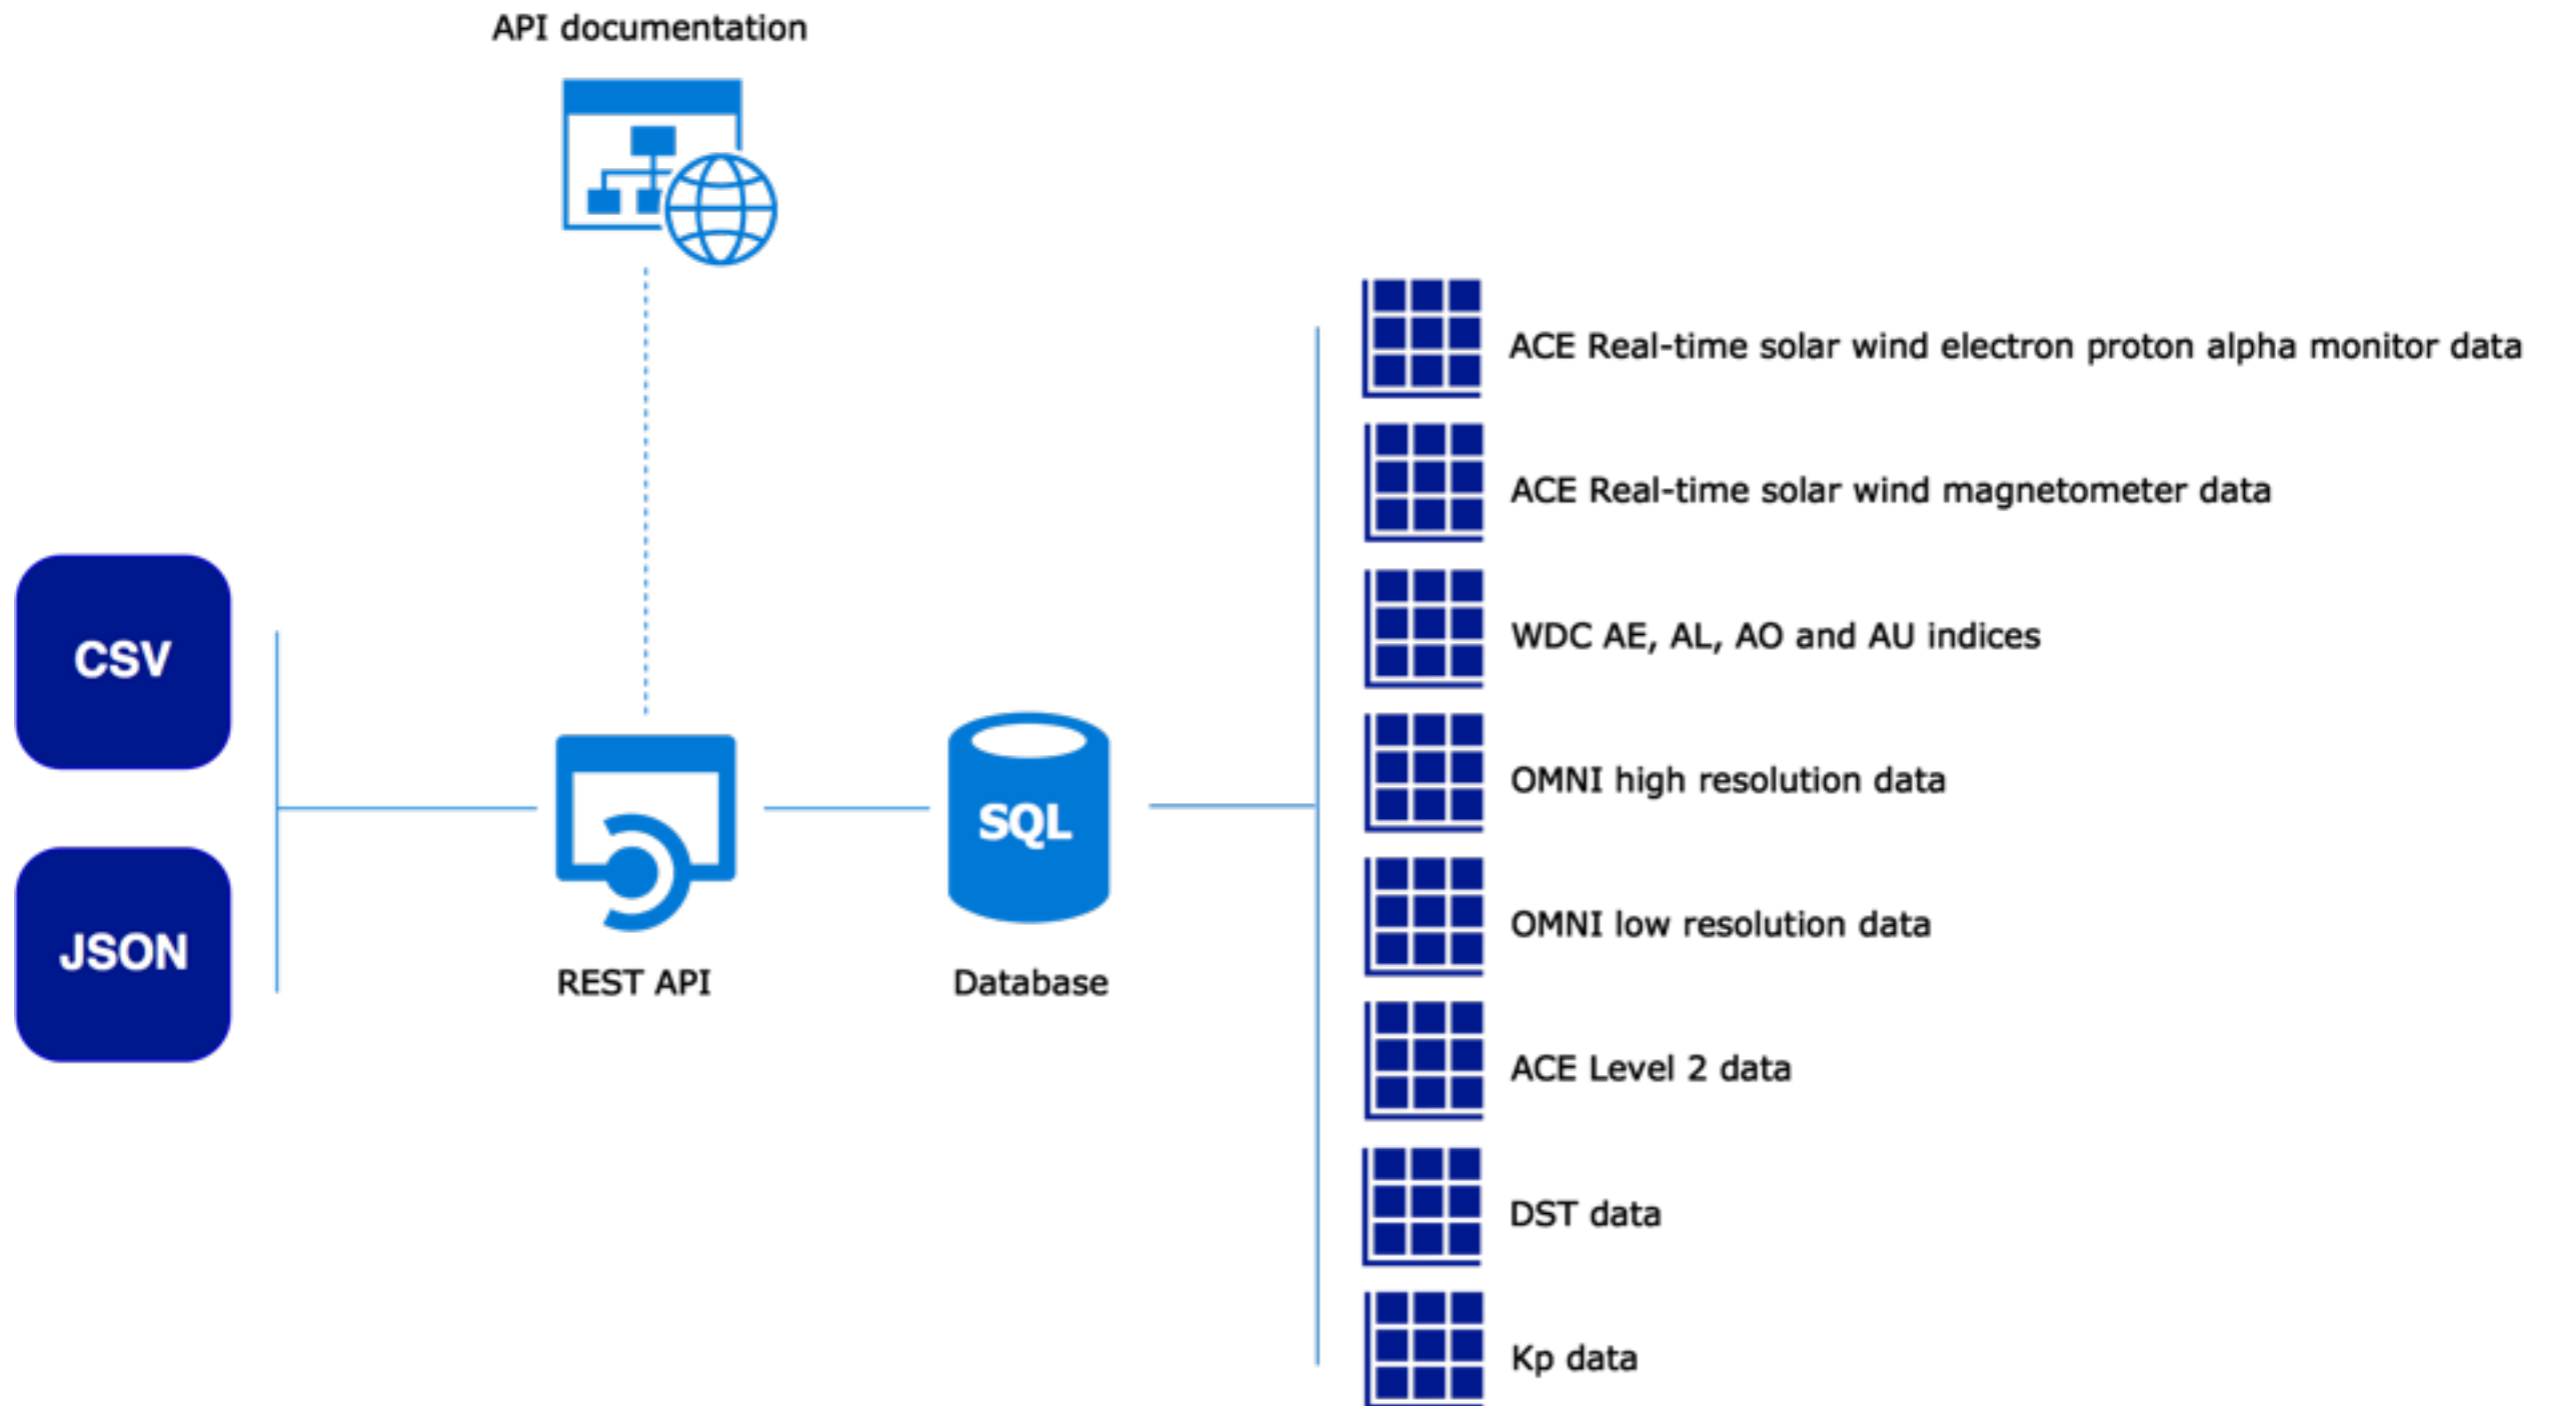 API documentation
CSV
JSON
REST API
SQL
Database
ACE Real-time solar wind electron proton alpha monitor data
ACE Real-time solar wind magnetometer data
WDC AE, AL, AO and AU indices
OMNI high resolution data
OMNI low resolution data
ACE Level 2 data
DST data
Kp data